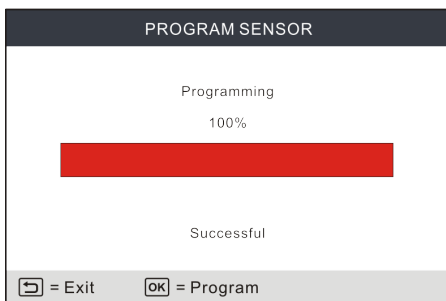 PROGRAM SENSOR
Programming
100%
Successful
= Exit OK = Program